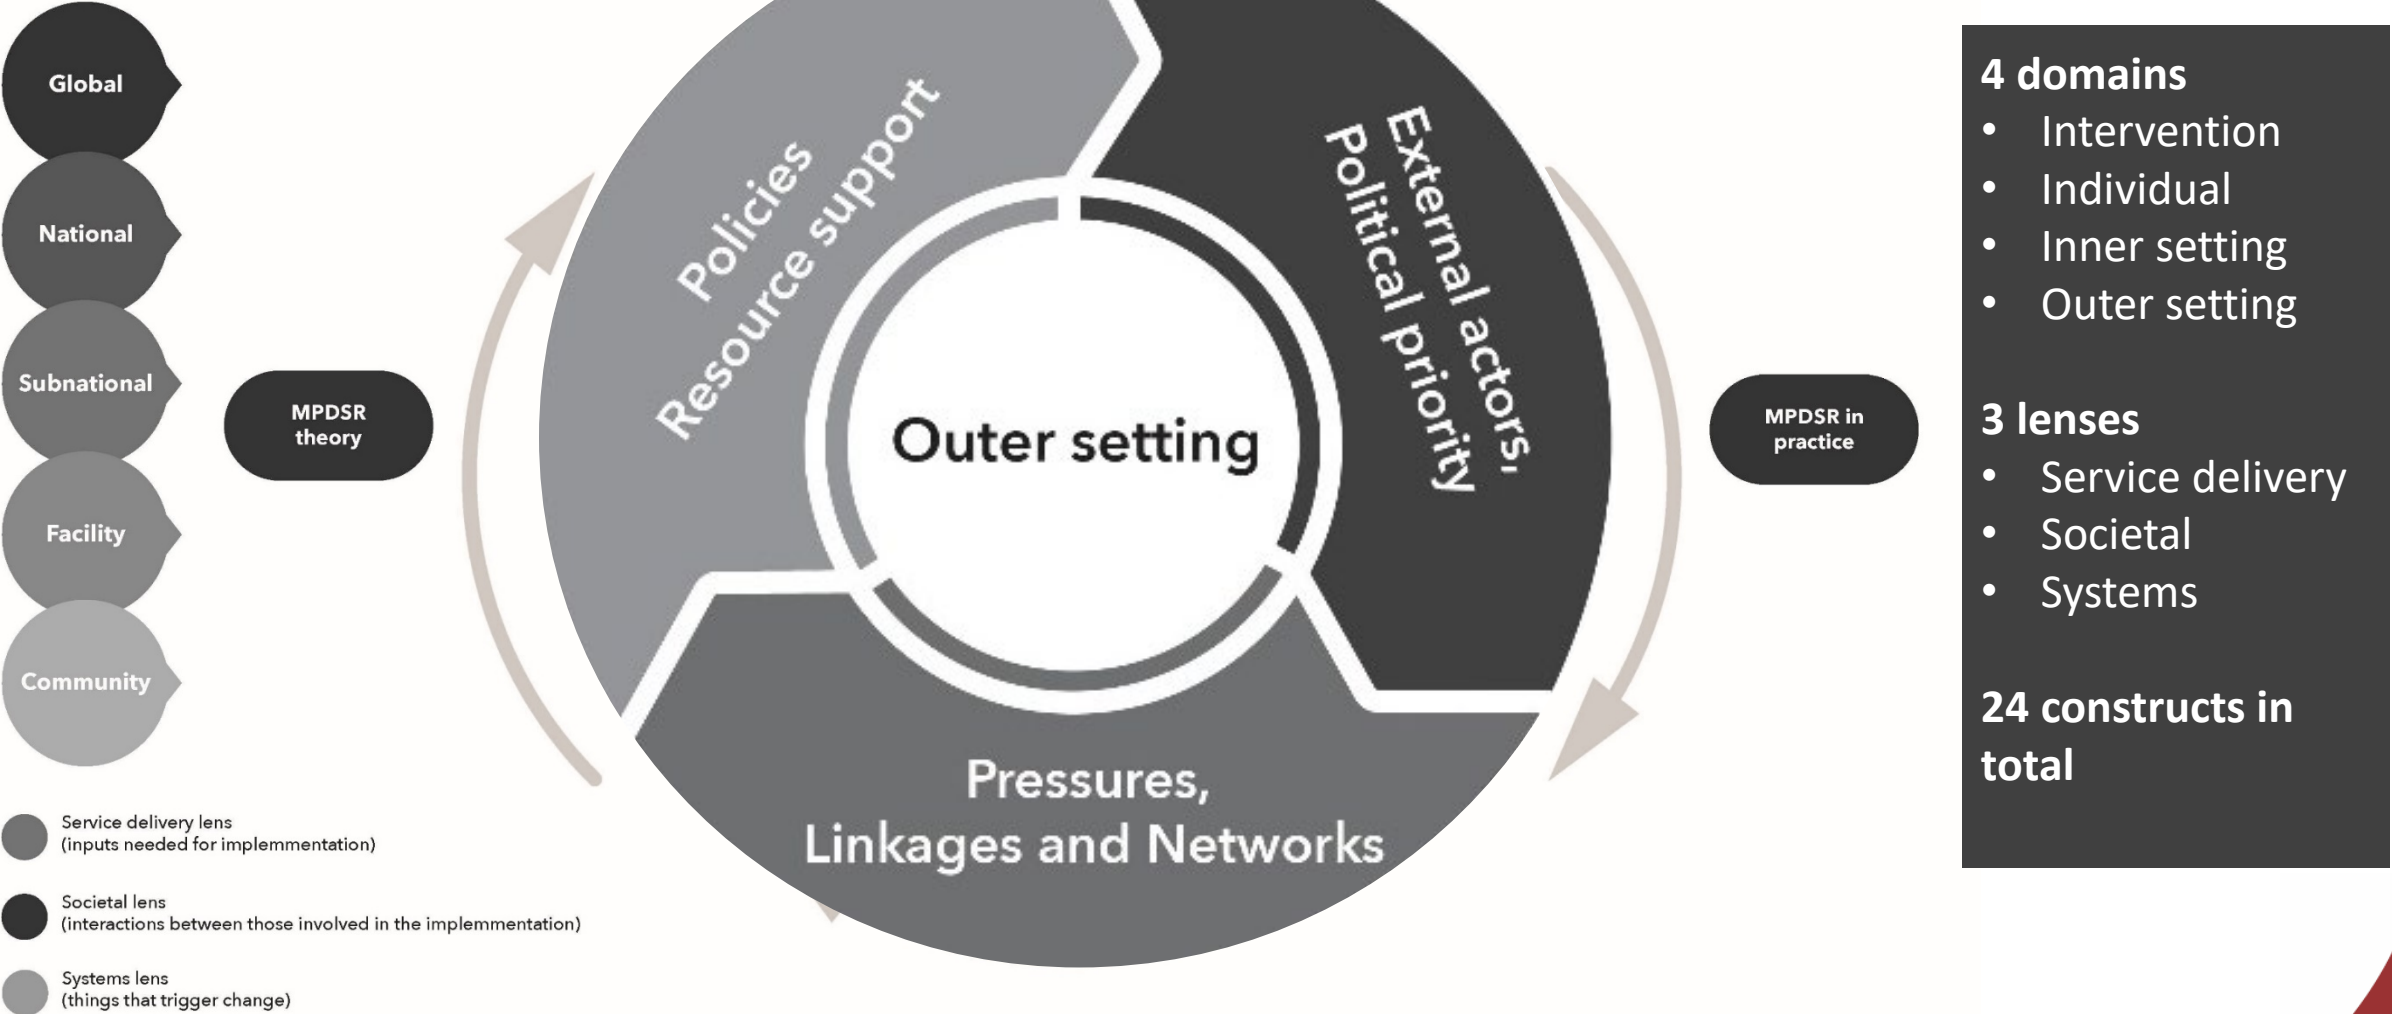 Global
National
Subnational
Facility
Community
MPDSR
theory
Policies
Resource support
External actors,
Political priority
Outer setting
Pressures,
Linkages and Networks
MPDSR in
practice
Service delivery lens
(inputs needed for implemmentation)
Societal lens
(interactions between those involved in the implemmentation)
Systems lens
(things that trigger change)
4 domains
• Intervention
• Individual
• Inner setting
• Outer setting
3 lenses
• Service delivery
• Societal
• Systems
24 constructs in
total